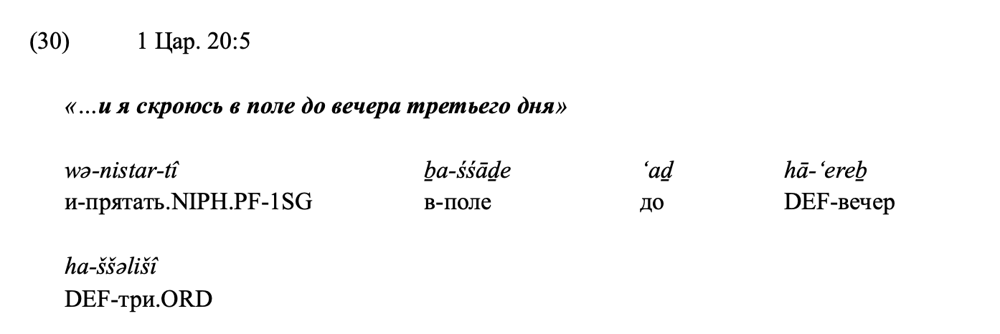 (30) 1 Цар. 20:5
«…и я скроюсь в поле до вечера третьего дня»
wə-nistar-tî ḇa-śśāḏe ‘aḏ hā-‘ereḇ
и-прятать.NIPH.PF-1SG в-поле до DEF-вечер
ha-ššəlišî
DEF-три.ORD